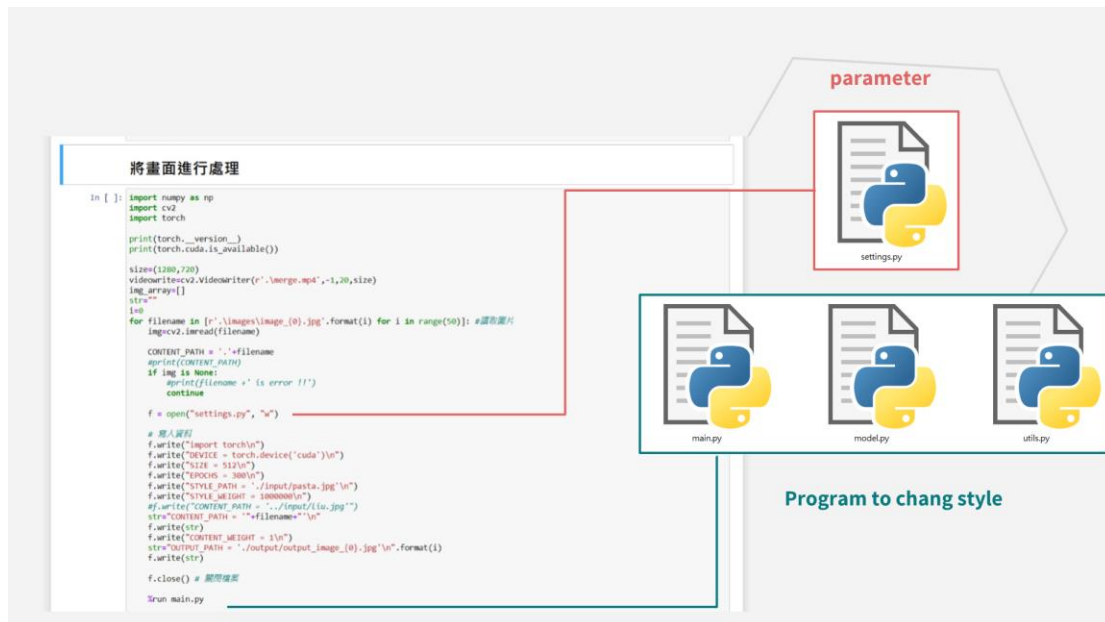 parameter
settings.py
將畫面進行處理
In [ ]:
import numpy as np
import cv2
import torch
print(torch.__version__)
print(torch.cuda.is_available())
size=(1280,720)
videowrite=cv2.VideoWriter(r'.\merge.mp4',-1,20,size)
img_array=[]
str=""
i=0
for filename in [r'.\images\image_{0}.jpg'.format(i) for i in range(50)]: #讀取圖片
img=cv2.imread(filename)
CONTENT_PATH = '.'+filename
#print(CONTENT_PATH)
if img is None:
#print(filename +' is error !!')
continue
f = open("settings.py", "w")
# 寫入資料
f.write("import torch\n")
f.write("DEVICE = torch.device('cuda')\n")
f.write("SIZE = 512\n")
f.write("EPOCHS = 300\n")
f.write("STYLE_PATH = './input/pasta.jpg'\n")
f.write("STYLE_WEIGHT = 1000000\n")
#f.write("CONTENT_PATH = '../input/Liu.jpg'")
str="CONTENT_PATH = '"+filename+"'\n"
f.write(str)
f.write("CONTENT_WEIGHT = 1\n")
str="OUTPUT_PATH = './output/output_image_{0}.jpg'\n".format(i)
f.write(str)
f.close() # 關閉檔案
%run main.py
main.py
model.py
utils.py
Program to chang style